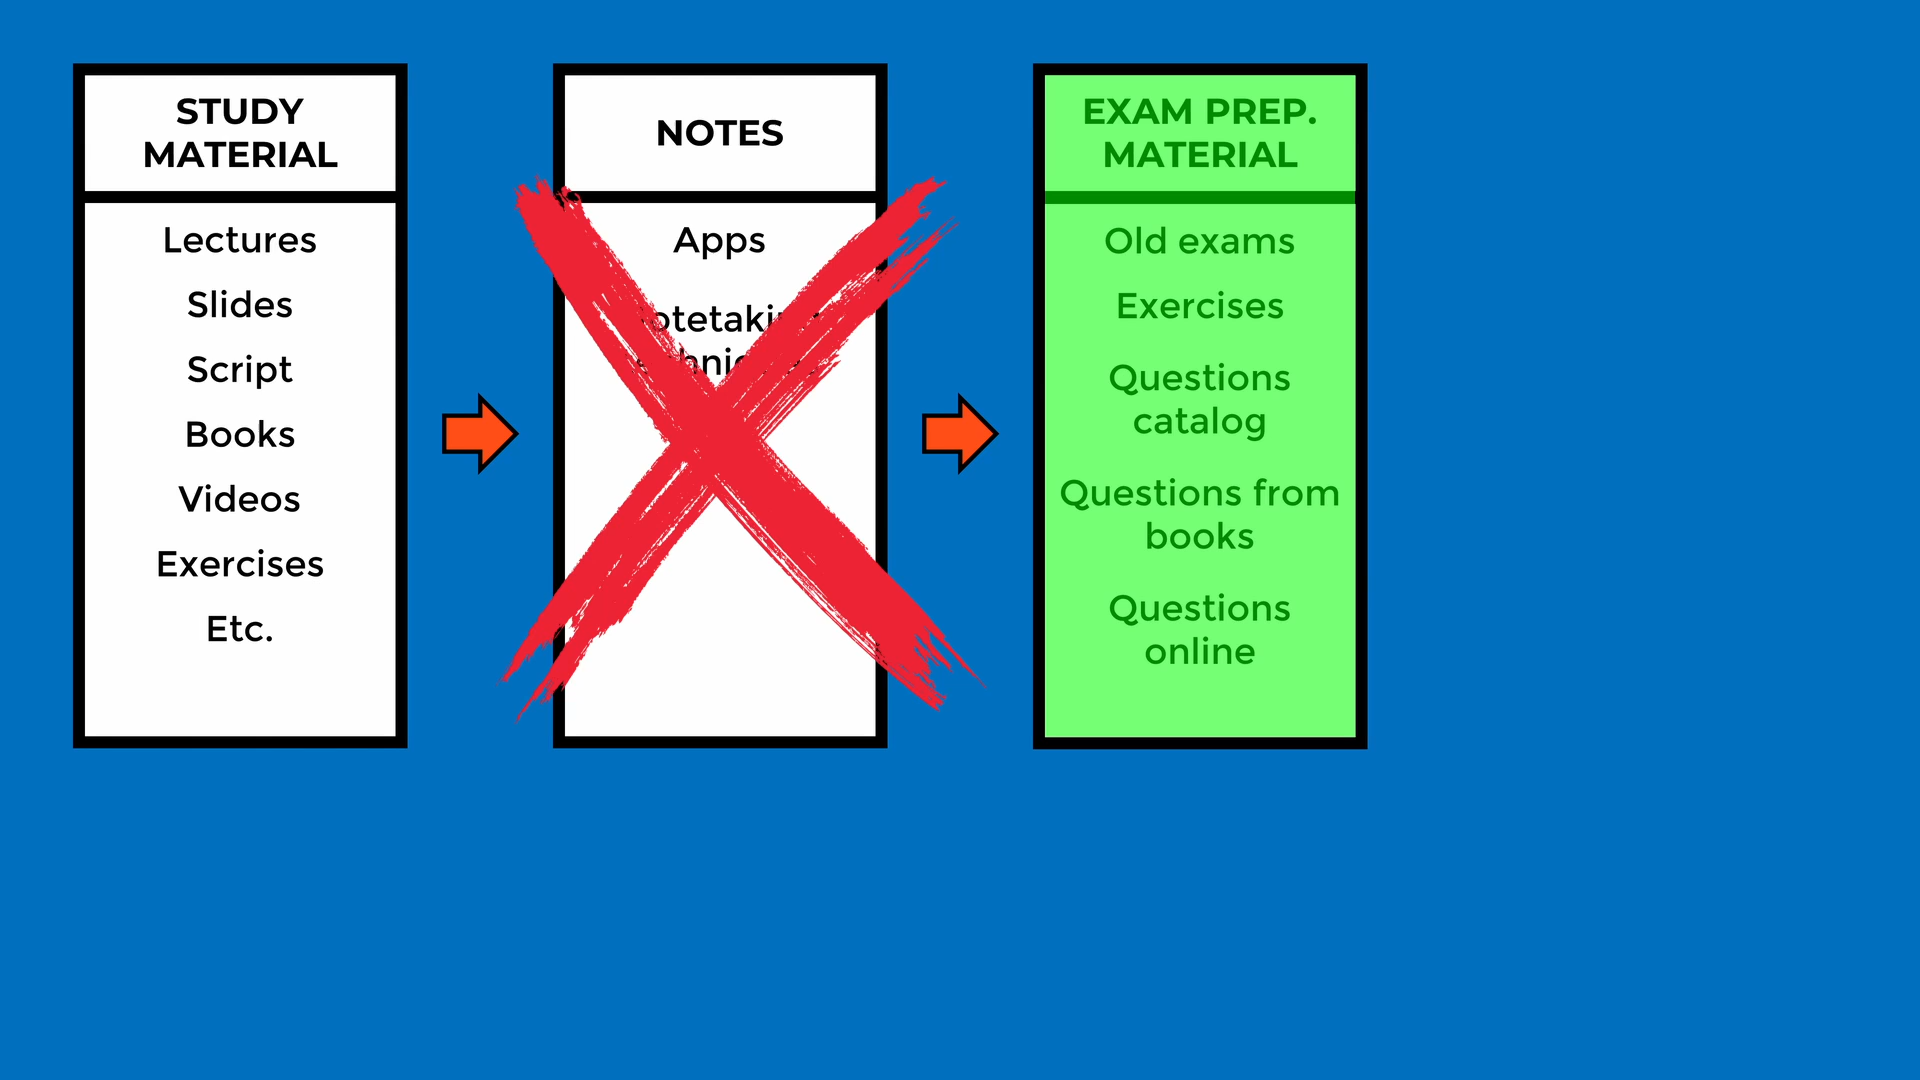 STUDY
MATERIAL
Lectures
Slides
Script
Books
Videos
Exercises
Etc.
NOTES
Apps
EXAM PREP.
MATERIAL
Old exams
Exercises
Questions
catalog
Questions from
books
Questions
online